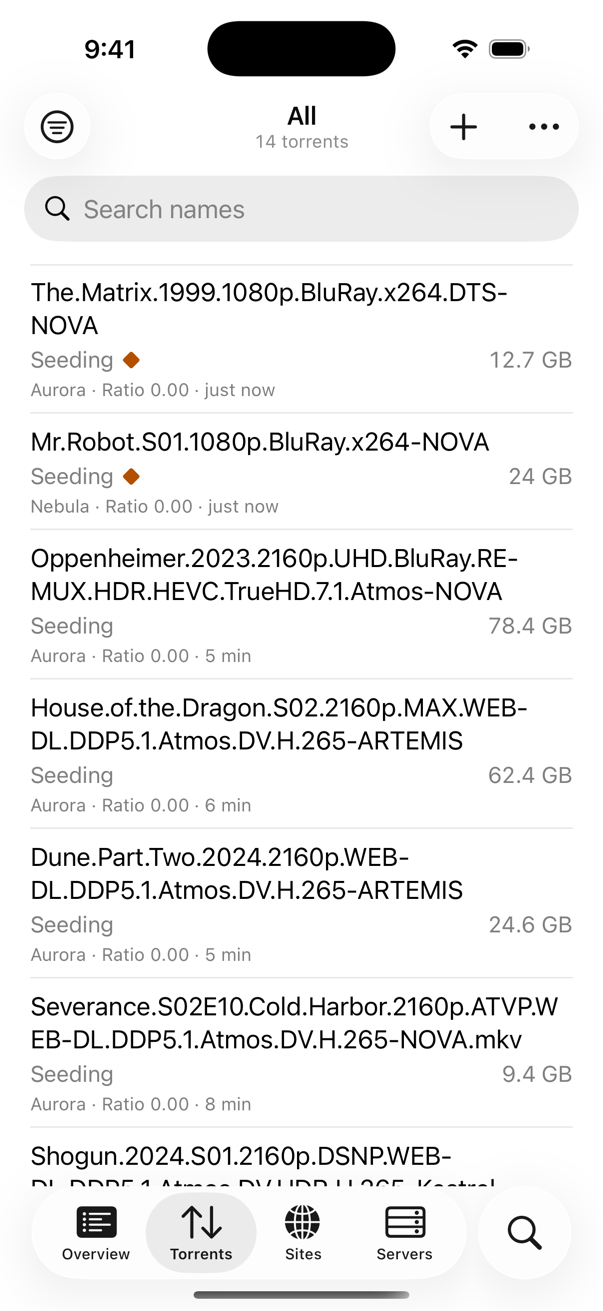 9:41
All
14 torrents
Search names
The.Matrix.1999.1080p.BluRay.x264.DTS-
NOVA
Seeding 12.7 GB
Aurora · Ratio 0.00 · just now
Mr.Robot.S01.1080p.BluRay.x264-NOVA
Seeding 24 GB
Nebula · Ratio 0.00 · just now
Oppenheimer.2023.2160p.UHD.BluRay.RE-
MUX.HDR.HEVC.TrueHD.7.1.Atmos-NOVA
Seeding 78.4 GB
Aurora · Ratio 0.00 · 5 min
House.of.the.Dragon.S02.2160p.MAX.WEB-
DL.DDP5.1.Atmos.DV.H.265-ARTEMIS
Seeding 62.4 GB
Aurora · Ratio 0.00 · 6 min
Dune.Part.Two.2024.2160p.WEB-
DL.DDP5.1.Atmos.DV.H.265-ARTEMIS
Seeding 24.6 GB
Aurora · Ratio 0.00 · 5 min
Severance.S02E10.Cold.Harbor.2160p.ATVP.W
EB-DL.DDP5.1.Atmos.DV.H.265-NOVA.mkv
Seeding 9.4 GB
Aurora · Ratio 0.00 · 8 min
Shogun.2024.S01.2160p.DSNP.WEB-
Overview Torrents Sites Servers